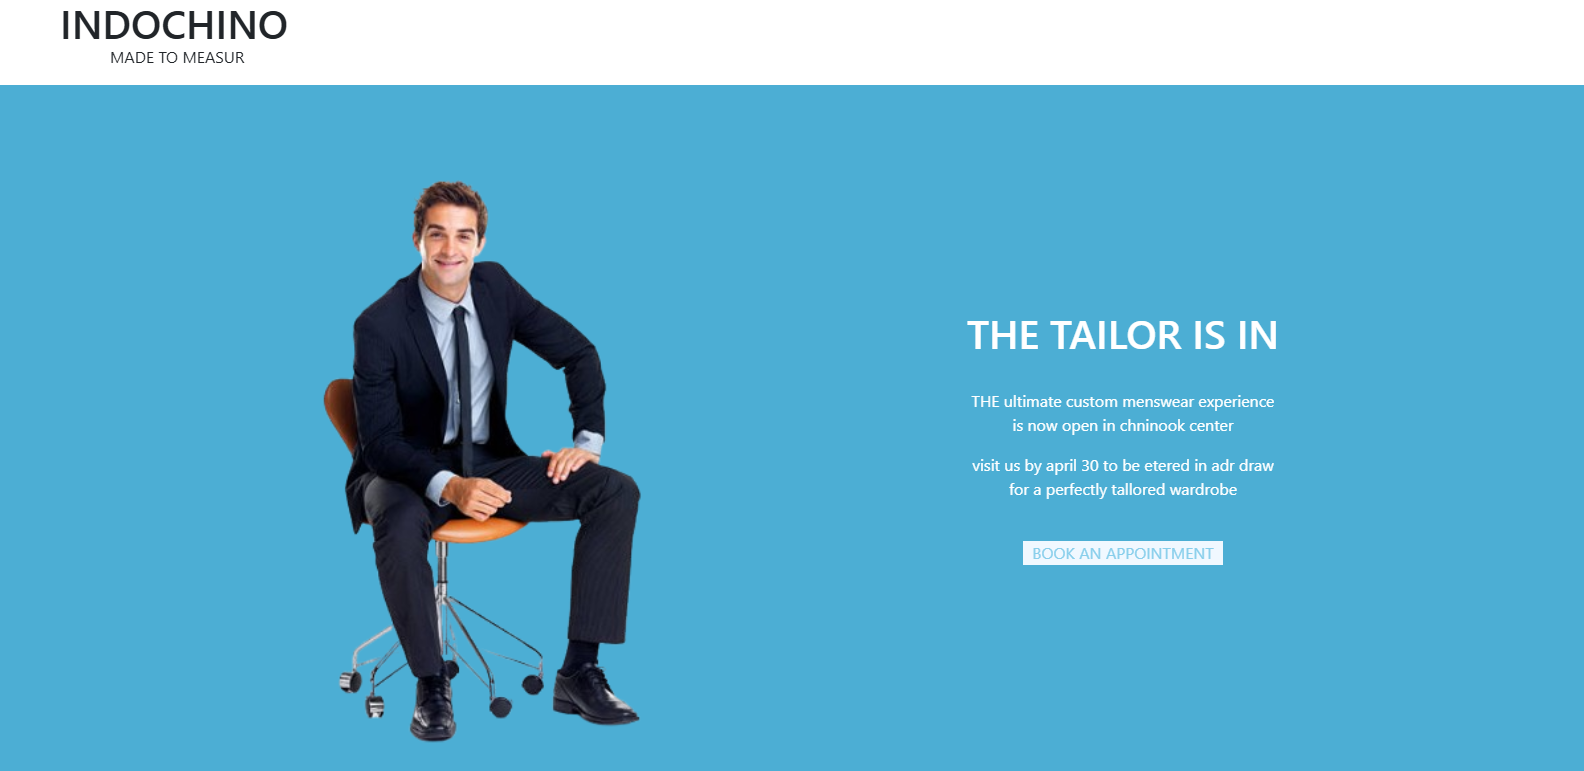 INDOCHINO
MADE TO MEASUR
THE TAILOR IS IN
THE ultimate custom menswear experience
is now open in chninook center
visit us by april 30 to be etered in adr draw
for a perfectly tallored wardrobe
BOOK AN APPOINTMENT